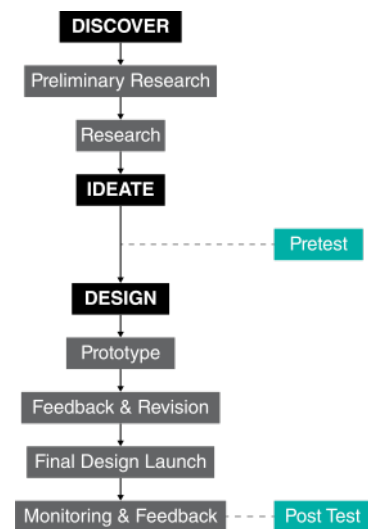 DISCOVER
Preliminary Research
Research
IDEATE
Pretest
DESIGN
Prototype
Feedback & Revision
Final Design Launch
Monitoring & Feedback
Post Test